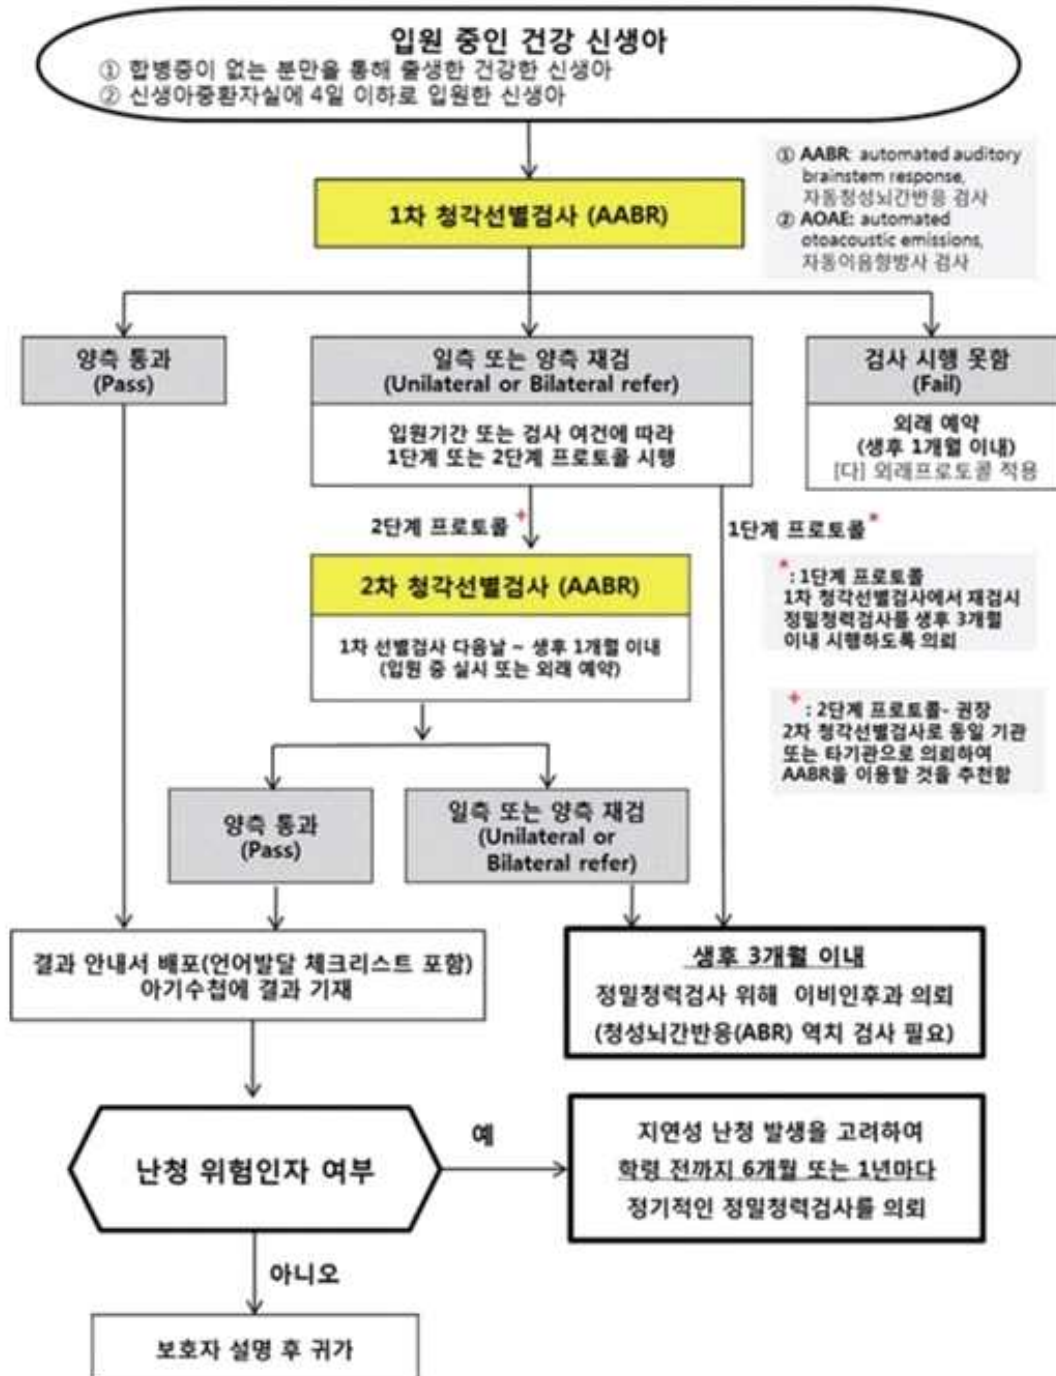 입원 중인 건강 신생아
① 합병증이 없는 분만을 통해 출생한 건강한 신생아
② 신생아중환자실에 4일 이하로 입원한 신생아
① AABR: automated auditory
brainstem response,
자동청성뇌간반응 검사
② AOAE: automated
otoacoustic emissions,
자동이음향방사 검사
1차 청각선별검사 (AABR)
양측 통과
(Pass)
일측 또는 양측 재검
(Unilateral or Bilateral refer)
입원기간 또는 검사 여건에 따라
1단계 또는 2단계 프로토콜 시행
검사 시행 못함
(Fail)
외래 예약
(생후 1개월 이내)
[다] 외래프로토콜 적용
2단계 프로토콜 +
1단계 프로토콜 *
2차 청각선별검사 (AABR)
1차 선별검사 다음날 ~ 생후 1개월 이내
(입원 중 실시 또는 외래 예약)
* : 1단계 프로토콜
1차 청각선별검사에서 재검시
정밀청력검사를 생후 3개월
이내 시행하도록 의뢰
+ : 2단계 프로토콜- 권장
2차 청각선별검사로 동일 기관
또는 타기관으로 의뢰하여
AABR을 이용할 것을 추천함
양측 통과
(Pass)
일측 또는 양측 재검
(Unilateral or
Bilateral refer)
결과 안내서 배포(언어발달 체크리스트 포함)
아기수첩에 결과 기재
생후 3개월 이내
정밀청력검사 위해 이비인후과 의뢰
(청성뇌간반응(ABR) 역치 검사 필요)
난청 위험인자 여부
예
지연성 난청 발생을 고려하여
학령 전까지 6개월 또는 1년마다
정기적인 정밀청력검사를 의뢰
아니오
보호자 설명 후 귀가